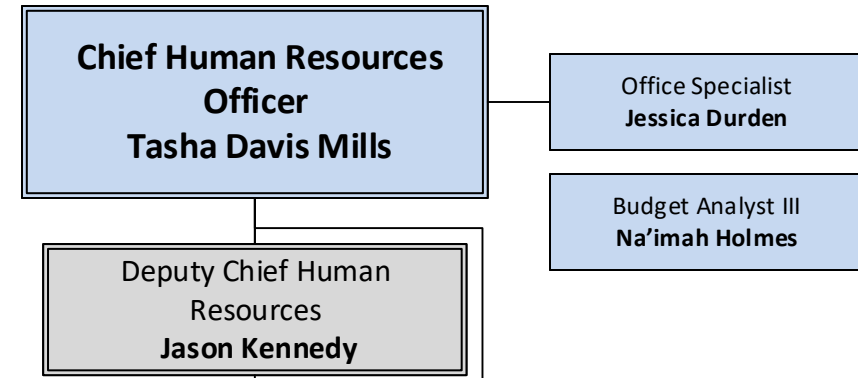 Chief Human Resources
Officer
Tasha Davis Mills
Office Specialist
Jessica Durden
Budget Analyst III
Na’imah Holmes
Deputy Chief Human
Resources
Jason Kennedy